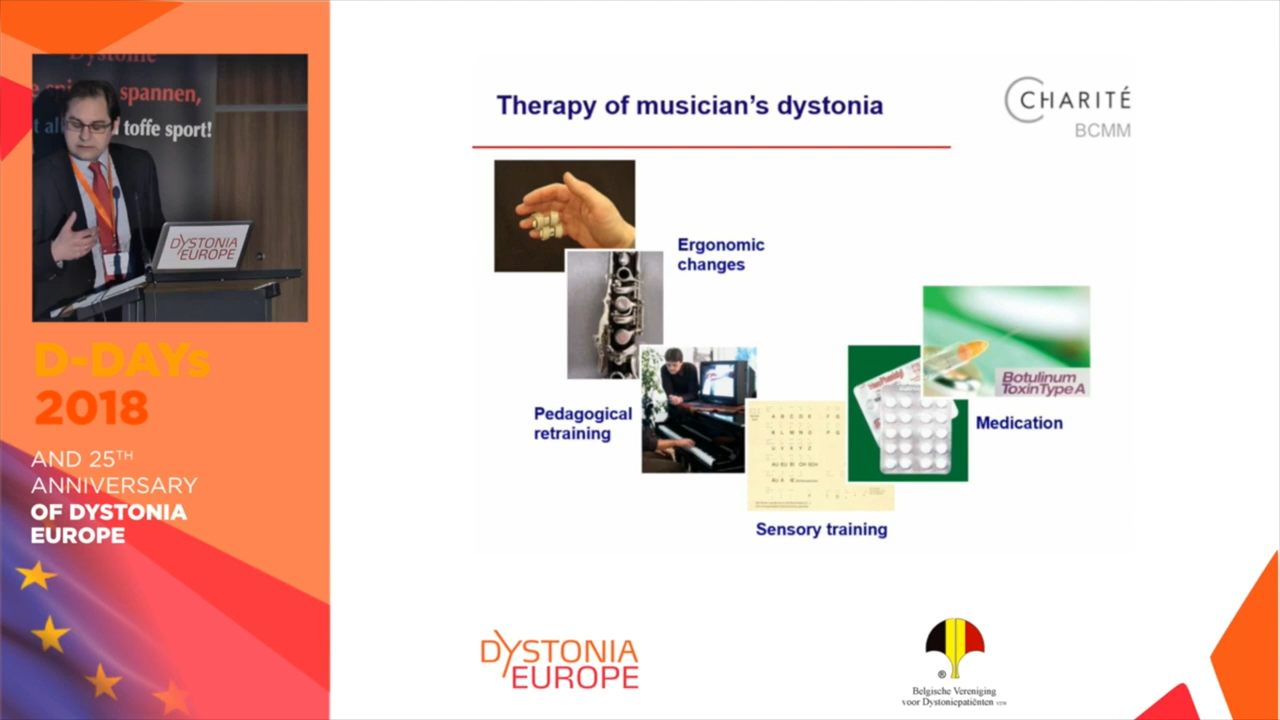 Dystonie
spannen,
toffe sport!
DYSTONIA
EUROPE
D-DAYs
2018
AND 25TH
ANNIVERSARY
OF DYSTONIA
EUROPE
Therapy of musician's dystonia
CHARITÉ
BCMM
Ergonomic
changes
Pedagogical
retraining
Sensory training
Botulinum
Toxin Type A
Medication
DYSTONIA
EUROPE
®
Belgische Vereniging
voor Dystoniepatiënten vzw